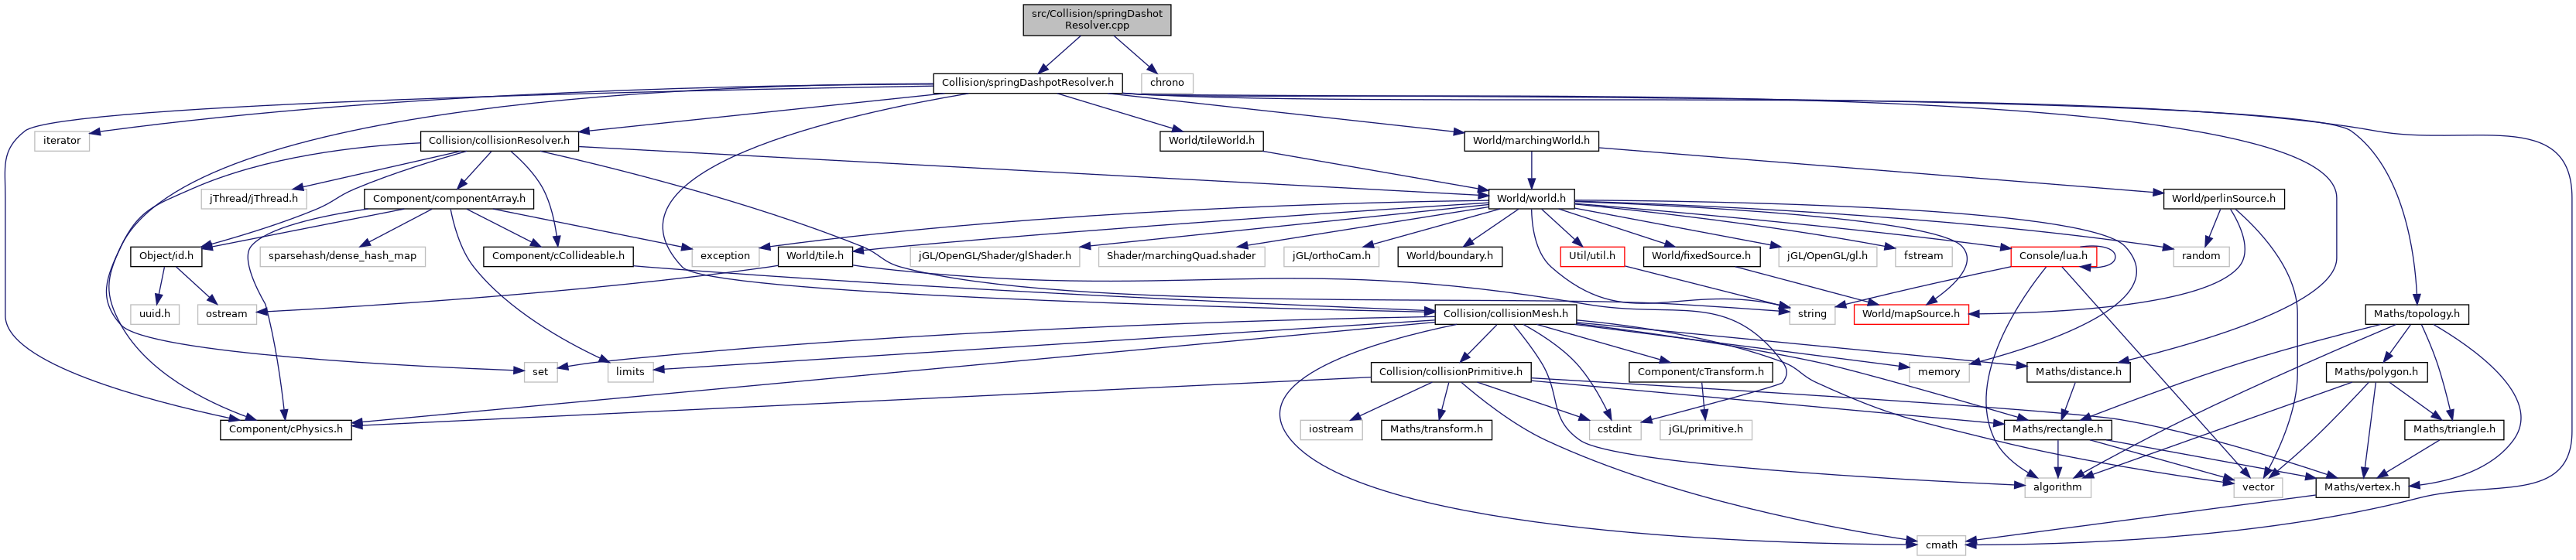 src/Collision/springDashot
Resolver.cpp
Collision/springDashpotResolver.h
chrono
iterator
Collision/collisionResolver.h
World/tileWorld.h
World/marchingWorld.h
jThread/jThread.h
Component/componentArray.h
World/world.h
World/perlinSource.h
Object/id.h
sparsehash/dense_hash_map
Component/cCollideable.h
exception
World/tile.h
jGL/OpenGL/Shader/glShader.h
Shader/marchingQuad.shader
jGL/orthoCam.h
World/boundary.h
Util/util.h
World/fixedSource.h
jGL/OpenGL/gl.h
fstream
Console/lua.h
random
uuid.h
ostream
Collision/collisionMesh.h
string
World/mapSource.h
Maths/topology.h
set
limits
Collision/collisionPrimitive.h
Component/cTransform.h
memory
Maths/distance.h
Maths/polygon.h
Component/cPhysics.h
iostream
Maths/transform.h
cstdint
jGL/primitive.h
Maths/rectangle.h
Maths/triangle.h
algorithm
vector
Maths/vertex.h
cmath